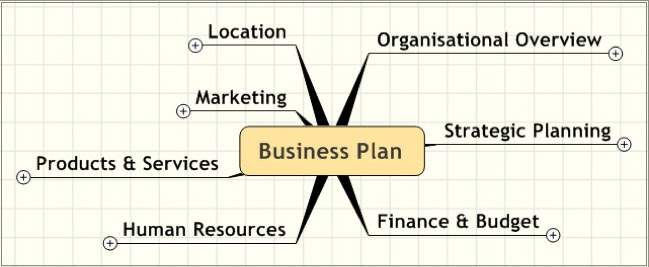 Location
Organisational Overview
Marketing
Strategic Planning
Business Plan
Products & Services
Human Resources
Finance & Budget